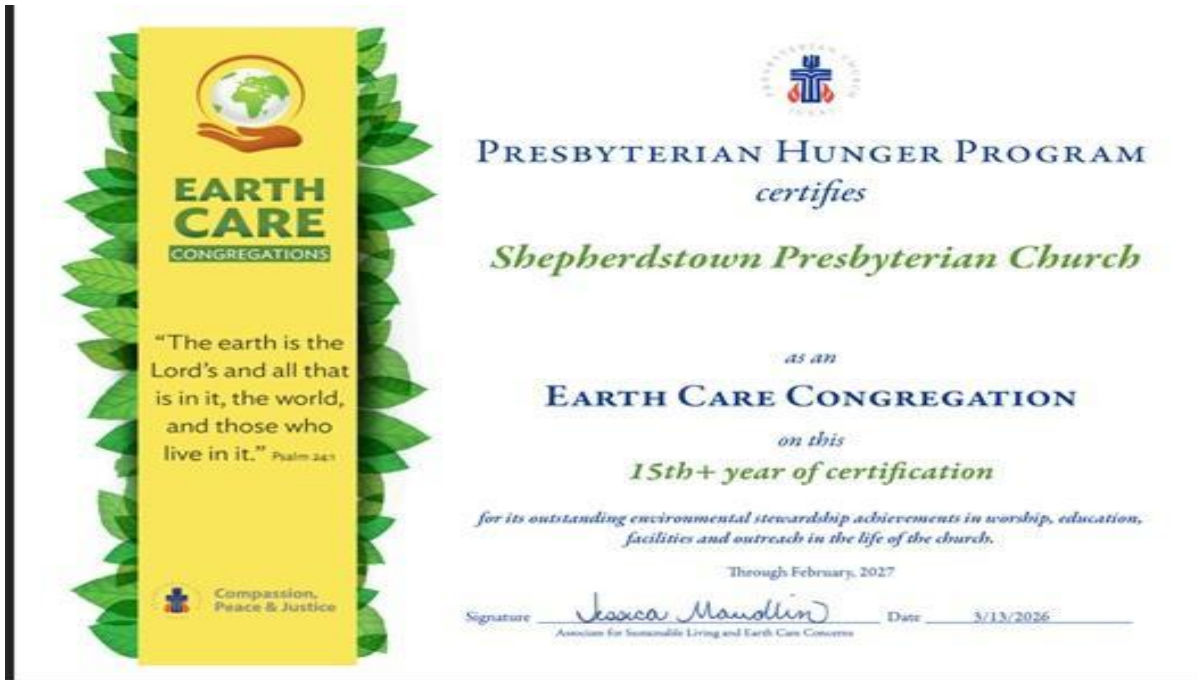 EARTH
CARE
CONGREGATIONS
“The earth is the
Lord’s and all that
is in it, the world,
and those who
live in it.” Psalm 24:1
Compassion,
Peace & Justice
PRESBYTERIAN HUNGER PROGRAM
certifies
Shepherdstown Presbyterian Church
as an
EARTH CARE CONGREGATION
on this
15th+ year of certification
for its outstanding environmental stewardship achievements in worship, education,
facilities and outreach in the life of the church.
Through February, 2027
Signature Jessica Maudlin Date 3/13/2026
Associate for Sustainable Living and Earth Care Concerns